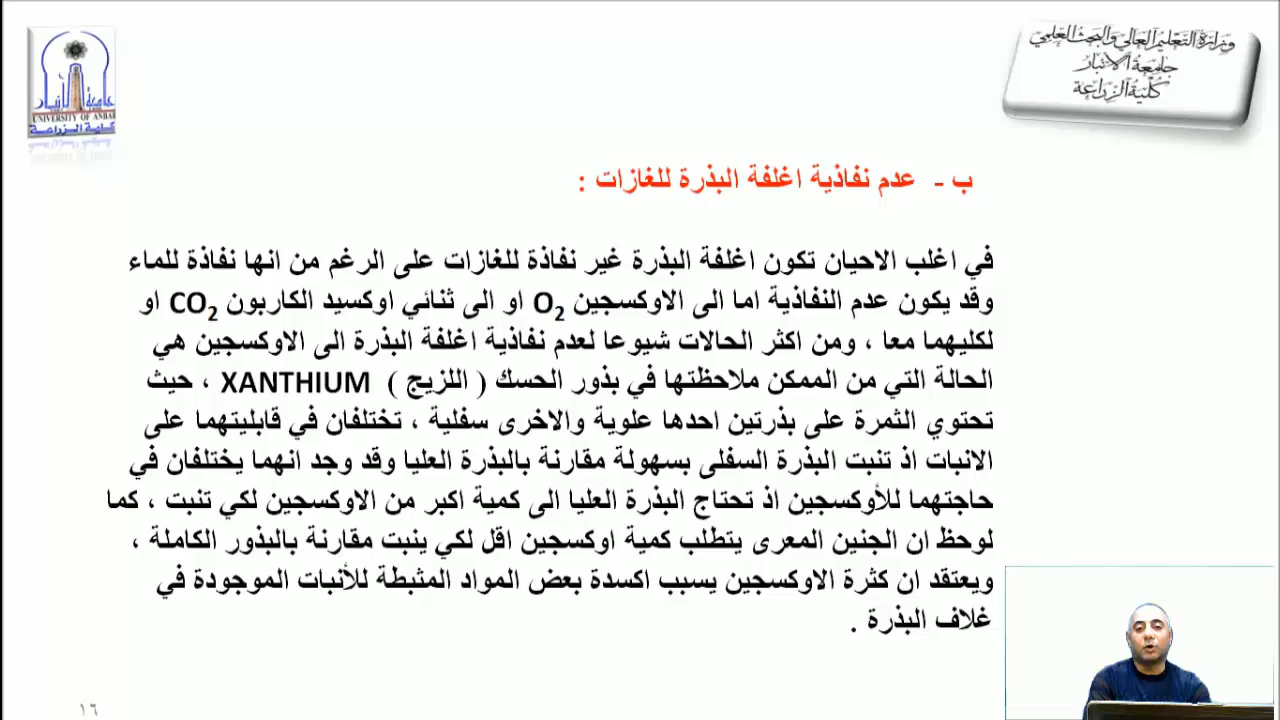 وزارة التعليم العالي والبحث العلمي
جامعة الانبار
كلية الزراعة
جامعة الأنبار
UNIVERSITY OF ANBAR
كلية الزراعة
ب - عدم نفاذية اغلفة البذرة للغازات :
في اغلب الاحيان تكون اغلفة البذرة غير نفاذة للغازات على الرغم من انها نفاذة للماء
وقد يكون عدم النفاذية اما الى الاوكسجين O₂ او الى ثنائي اوكسيد الكاربون CO₂ او
لكليهما معا ، ومن اكثر الحالات شيوعا لعدم نفاذية اغلفة البذرة الى الاوكسجين هي
الحالة التي من الممكن ملاحظتها في بذور الحسك ( اللزيج ) XANTHIUM ، حيث
تحتوي الثمرة على بذرتين احدها علوية والاخرى سفلية ، تختلفان في قابليتهما على
الانبات اذ تنبت البذرة السفلى بسهولة مقارنة بالبذرة العليا وقد وجد انهما يختلفان في
حاجتهما للأوكسجين اذ تحتاج البذرة العليا الى كمية اكبر من الاوكسجين لكي تنبت ، كما
لوحظ ان الجنين المعرى يتطلب كمية اوكسجين اقل لكي ينبت مقارنة بالبذور الكاملة ،
ويعتقد ان كثرة الاوكسجين يسبب اكسدة بعض المواد المثبطة للأنبات الموجودة في
غلاف البذرة .
١٦